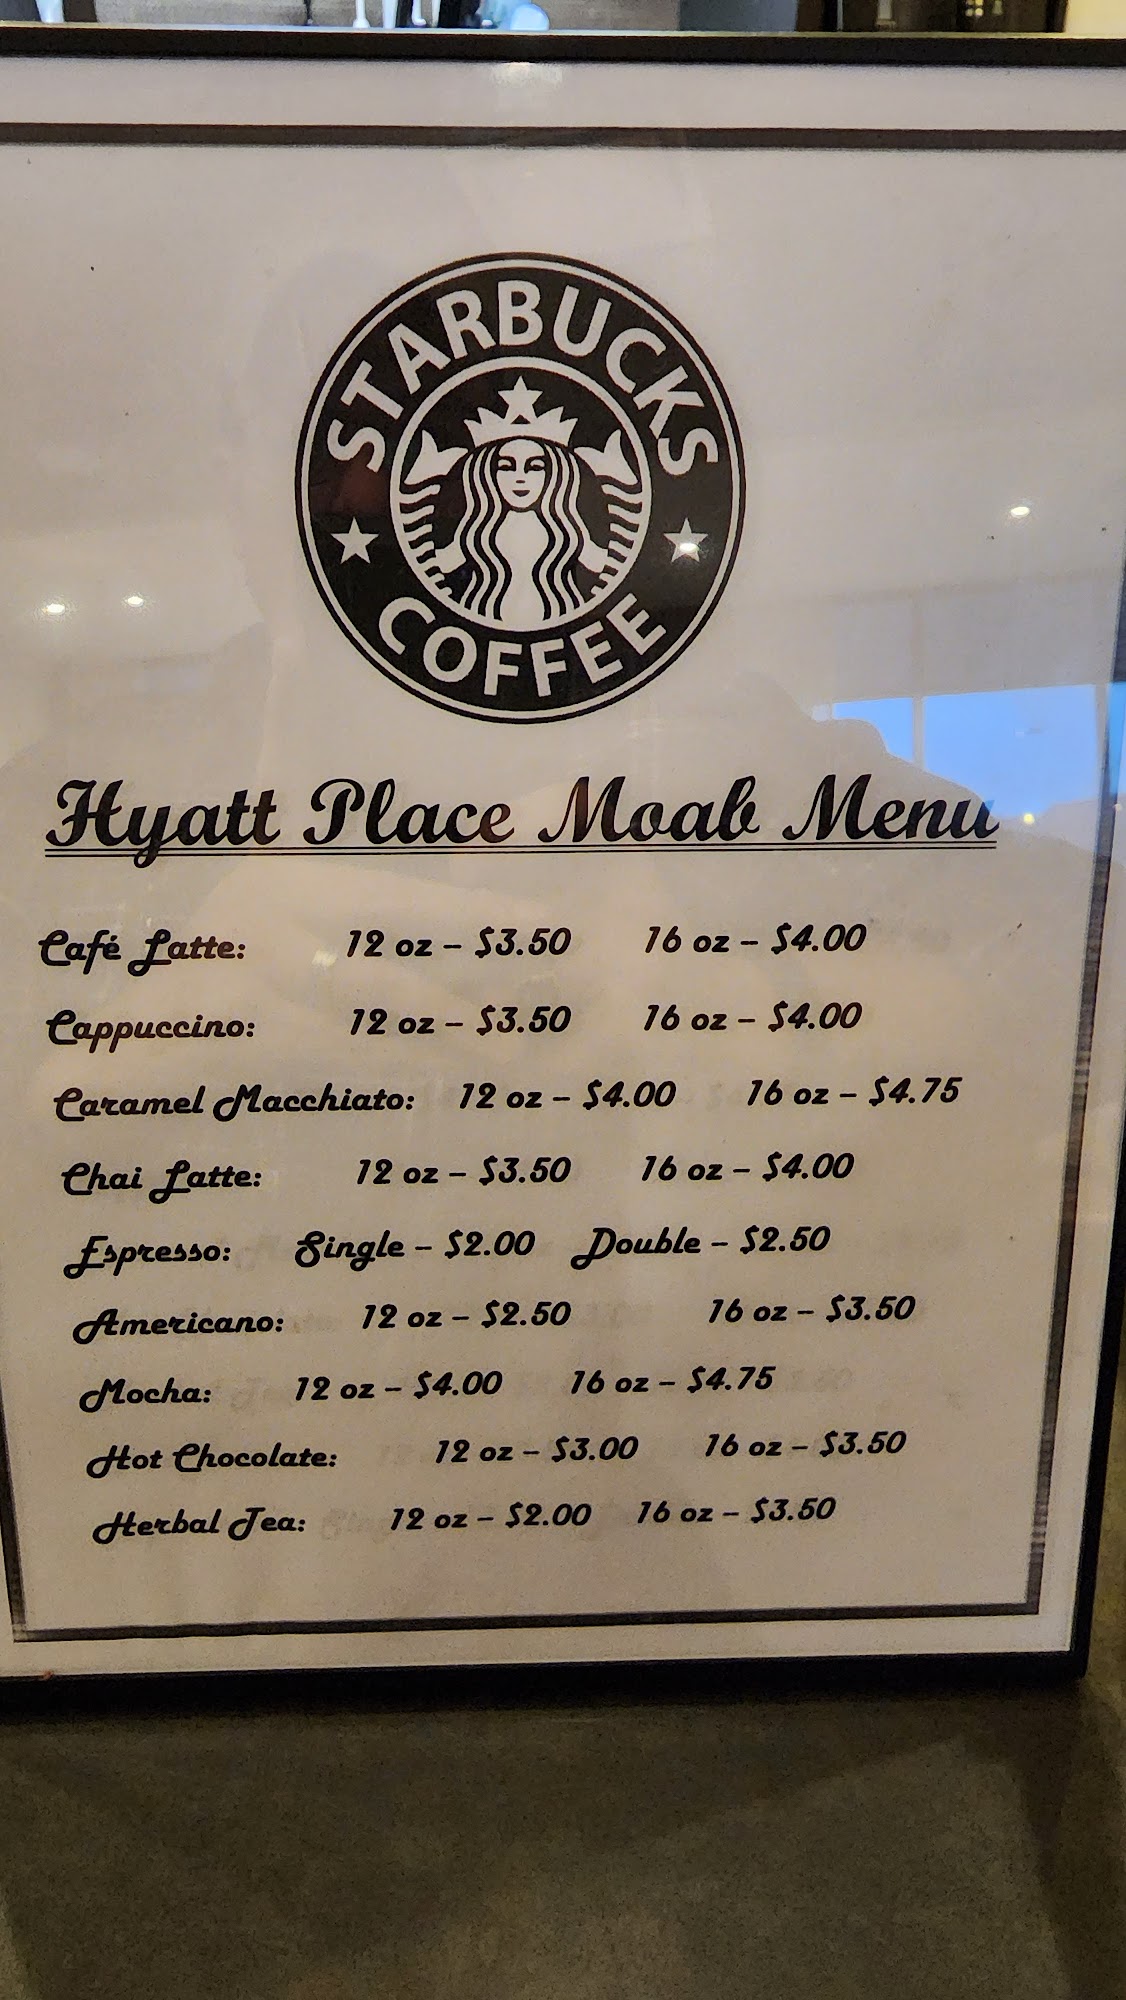 STARBUCKS
COFFEE
Hyatt Place Moab Menu
Café Latte: 12 oz – $3.50 16 oz – $4.00
Cappuccino: 12 oz – $3.50 16 oz – $4.00
Caramel Macchiato: 12 oz – $4.00 16 oz – $4.75
Chai Latte: 12 oz – $3.50 16 oz – $4.00
Espresso: Single – $2.00 Double – $2.50
Americano: 12 oz – $2.50 16 oz – $3.50
Mocha: 12 oz – $4.00 16 oz – $4.75
Hot Chocolate: 12 oz – $3.00 16 oz – $3.50
Herbal Tea: 12 oz – $2.00 16 oz – $3.50